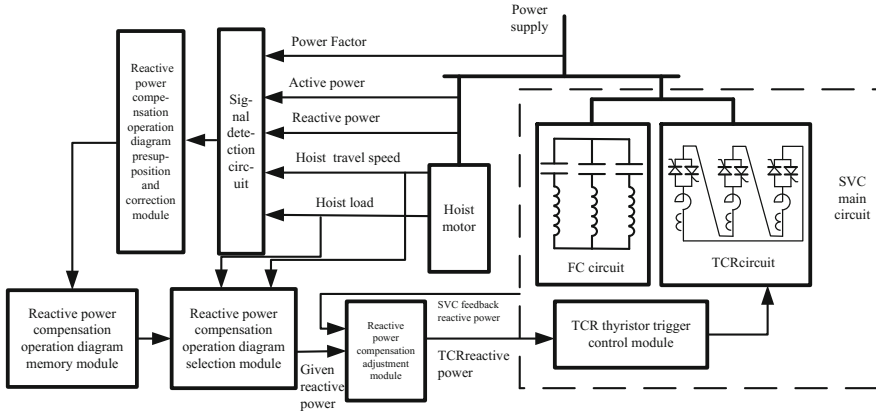 Power
supply
Power Factor
Active power
Reactive power
Hoist travel speed
Hoist load
Reactive
power
compe-
nsation
operation
diagram
presup-
position
and
correction
module
Sig-
nal
dete-
ction
circ-
uit
Hoist
motor
SVC
main
circuit
FC circuit
TCRcircuit
Reactive power
compensation
operation diagram
memory module
Reactive power
compensation
operation diagram
selection module
Given
reactive
power
SVC feedback
reactive power
Reactive
power
compensation
adjustment
module
TCRreactive
power
TCR thyristor trigger
control module